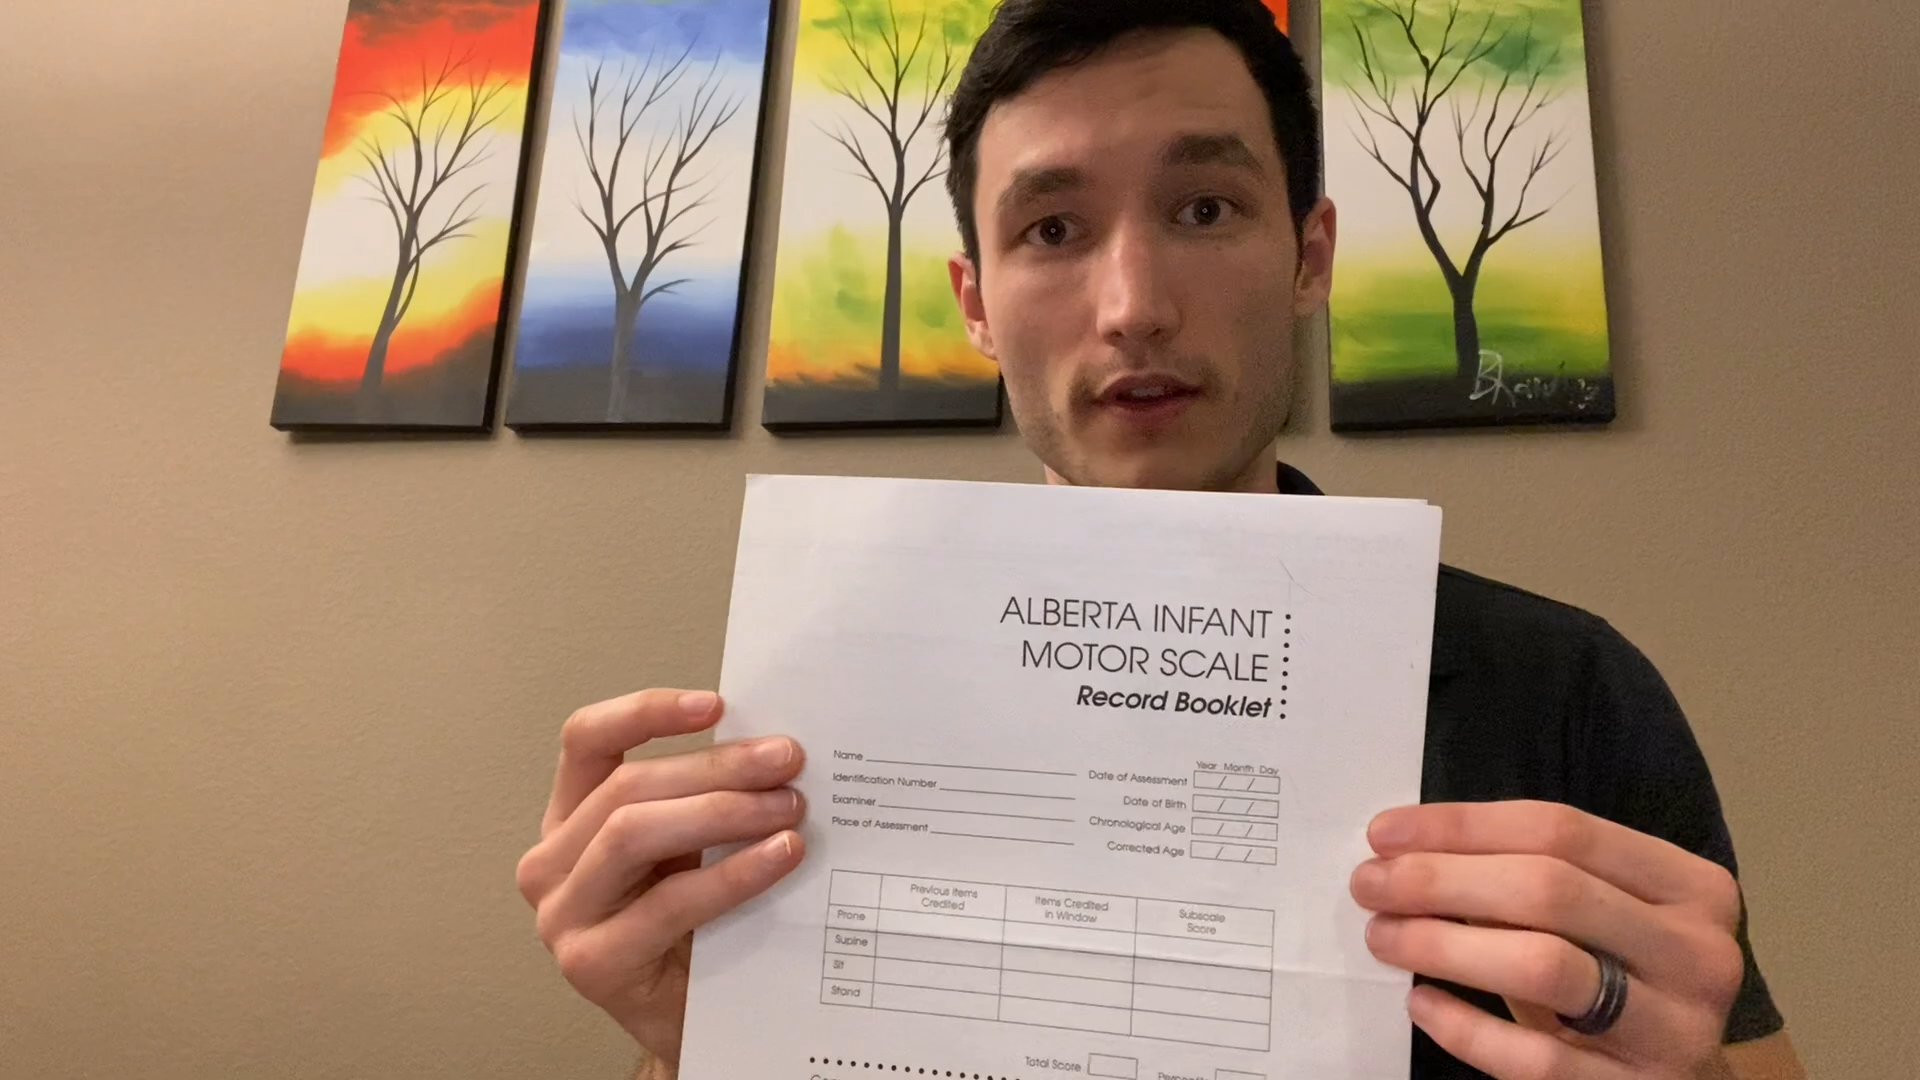 ALBERTA INFANT
MOTOR SCALE
Record Booklet
Name
Identification Number
Examiner
Place of Assessment
Year Month Day
Date of Assessment / /
Date of Birth / /
Chronological Age / /
Corrected Age / /
Previous Items
Credited
Items Credited
in Window
Subscale
Score
Prone
Supine
Sit
Stand
Total Score